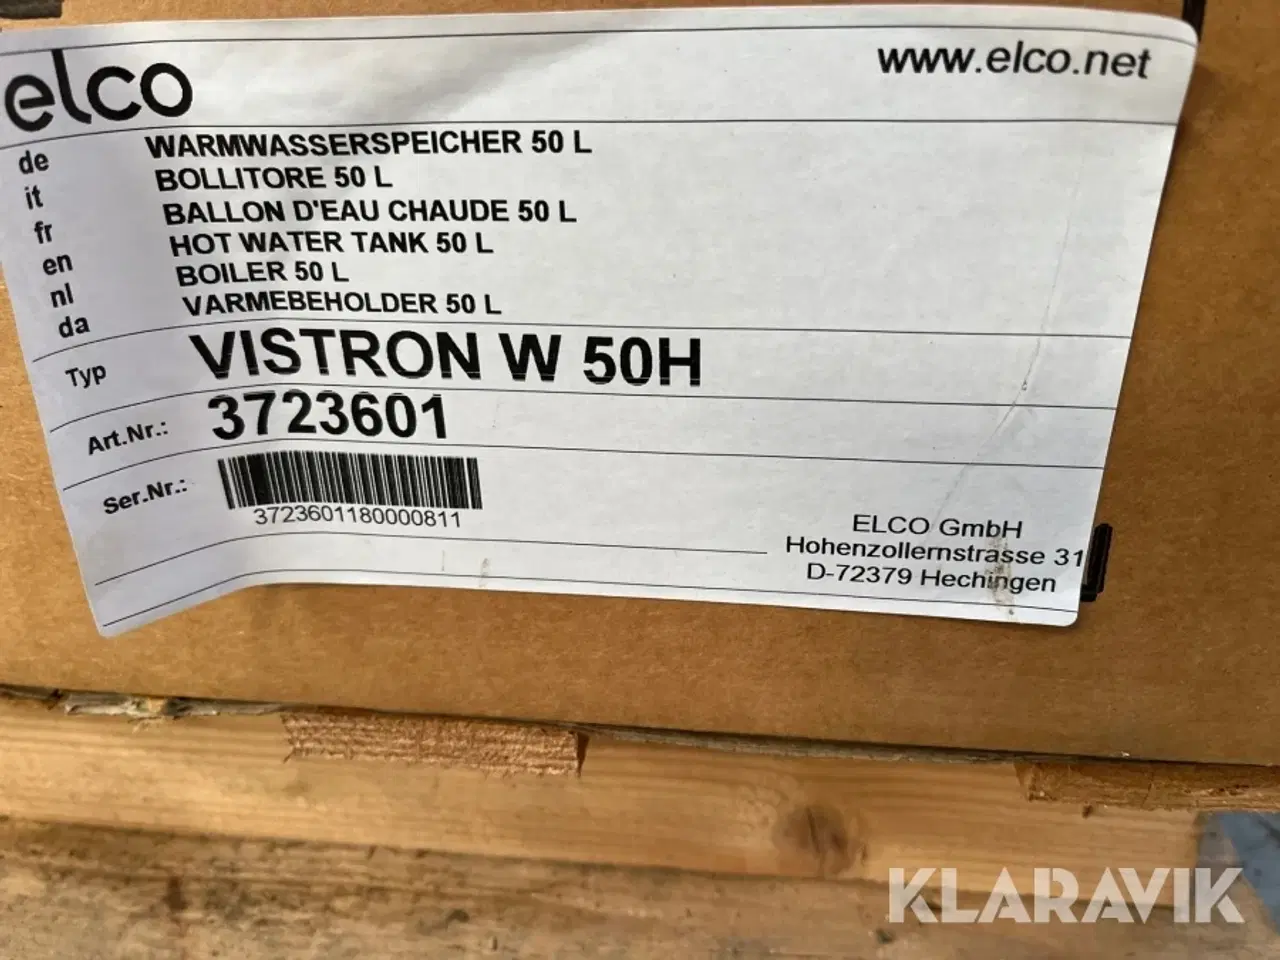 elco
www.elco.net
de WARMWASSERSPEICHER 50 L
it BOLLITORE 50 L
fr BALLON D'EAU CHAUDE 50 L
en HOT WATER TANK 50 L
nl BOILER 50 L
da VARMEBEHOLDER 50 L
Typ VISTRON W 50H
Art.Nr.: 3723601
Ser.Nr.:
3723601180000811
ELCO GmbH
Hohenzollernstrasse 31
D-72379 Hechingen
KLARAVIK